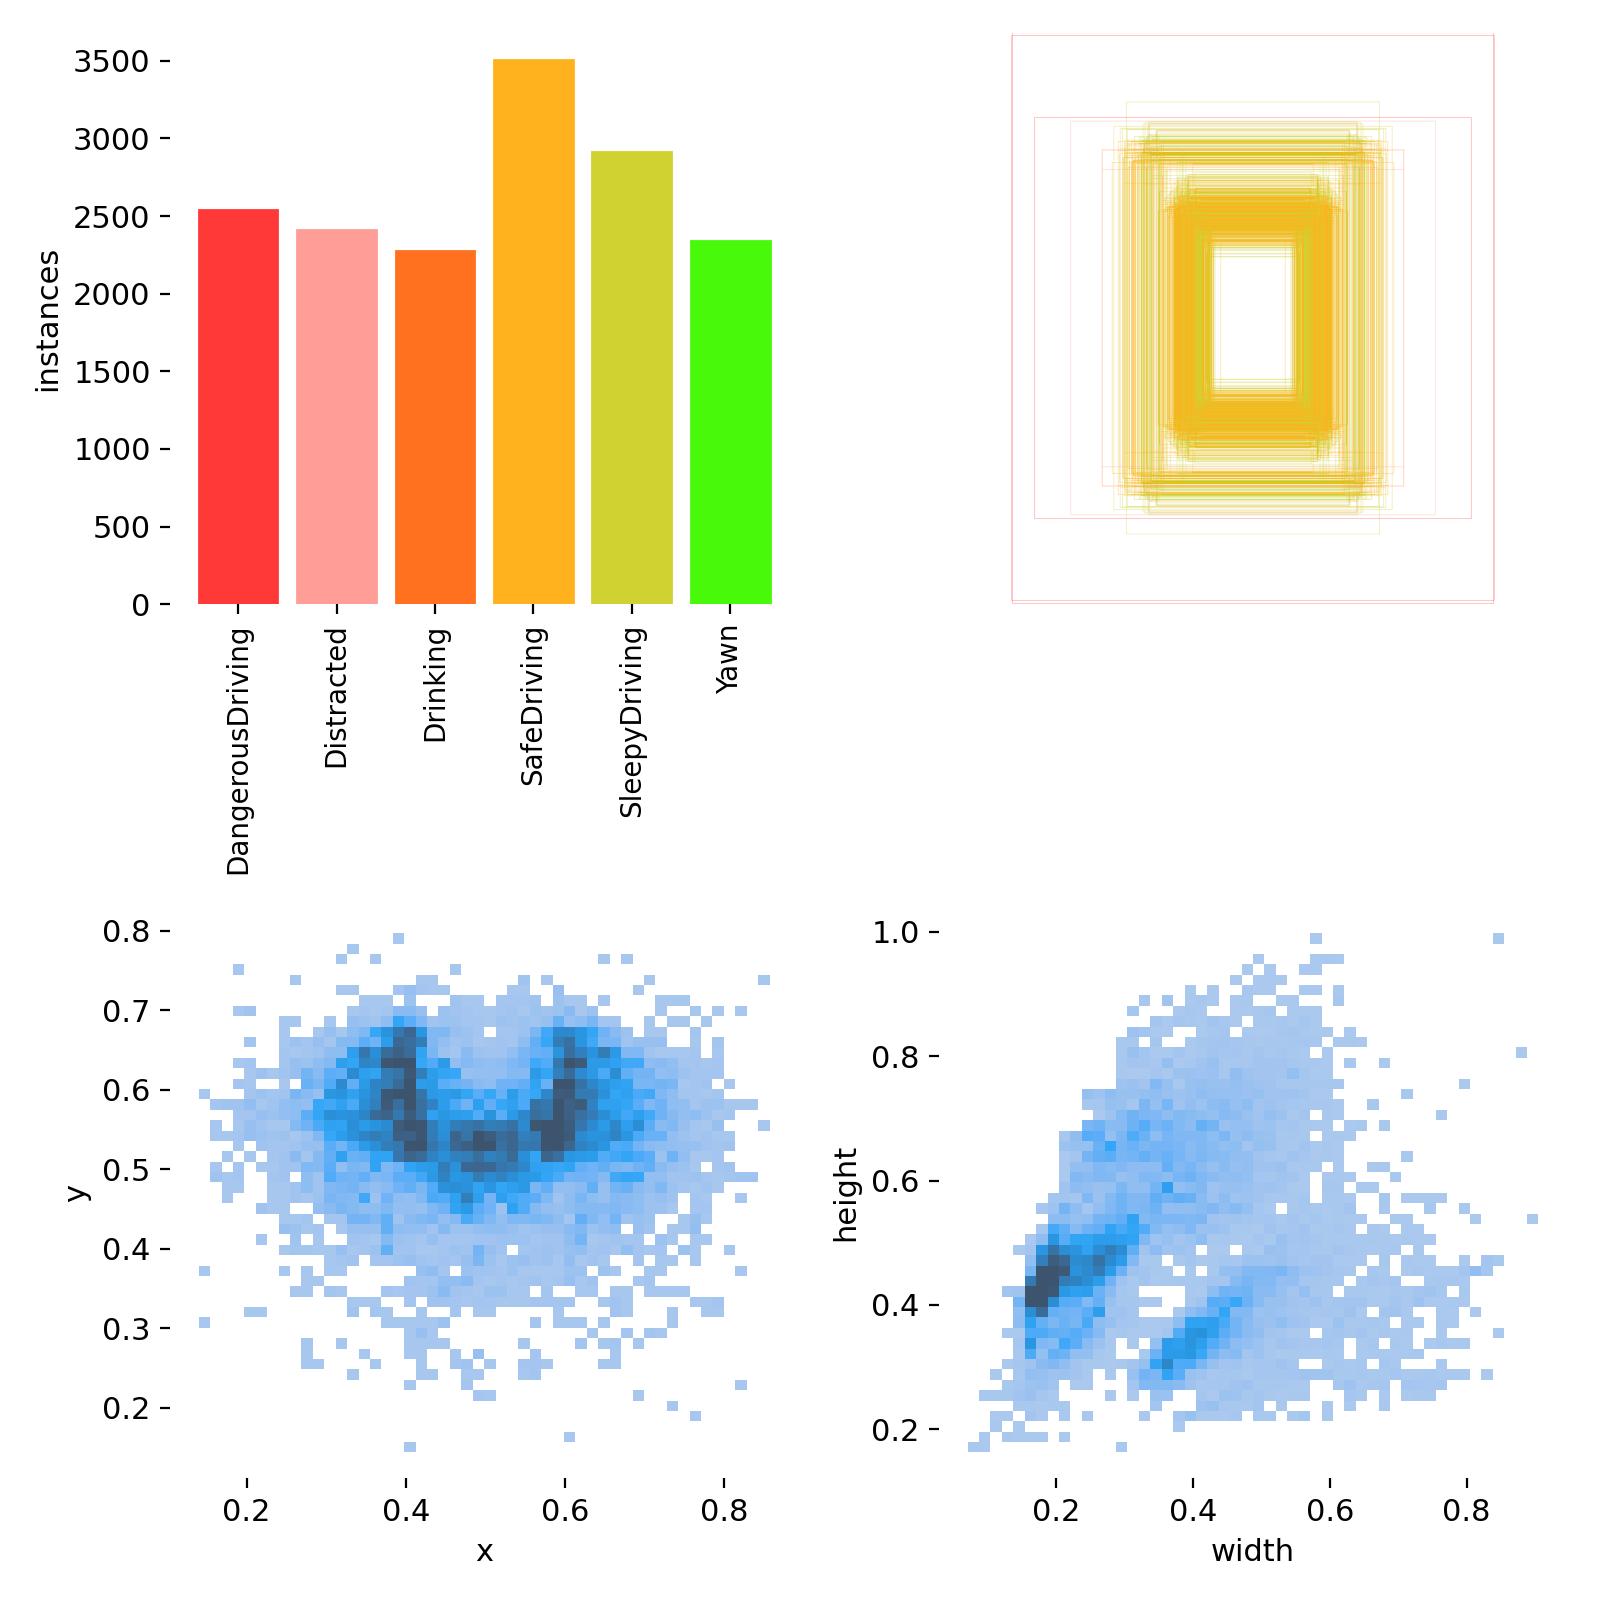 3500
3000
2500
2000
1500
1000
500
0
instances
DangerousDriving
Distracted
Drinking
SafeDriving
SleepyDriving
Yawn
0.8
0.7
0.6
0.5
0.4
0.3
0.2
y
0.2 0.4 0.6 0.8
x
1.0
0.8
0.6
0.4
0.2
height
0.2 0.4 0.6 0.8
width